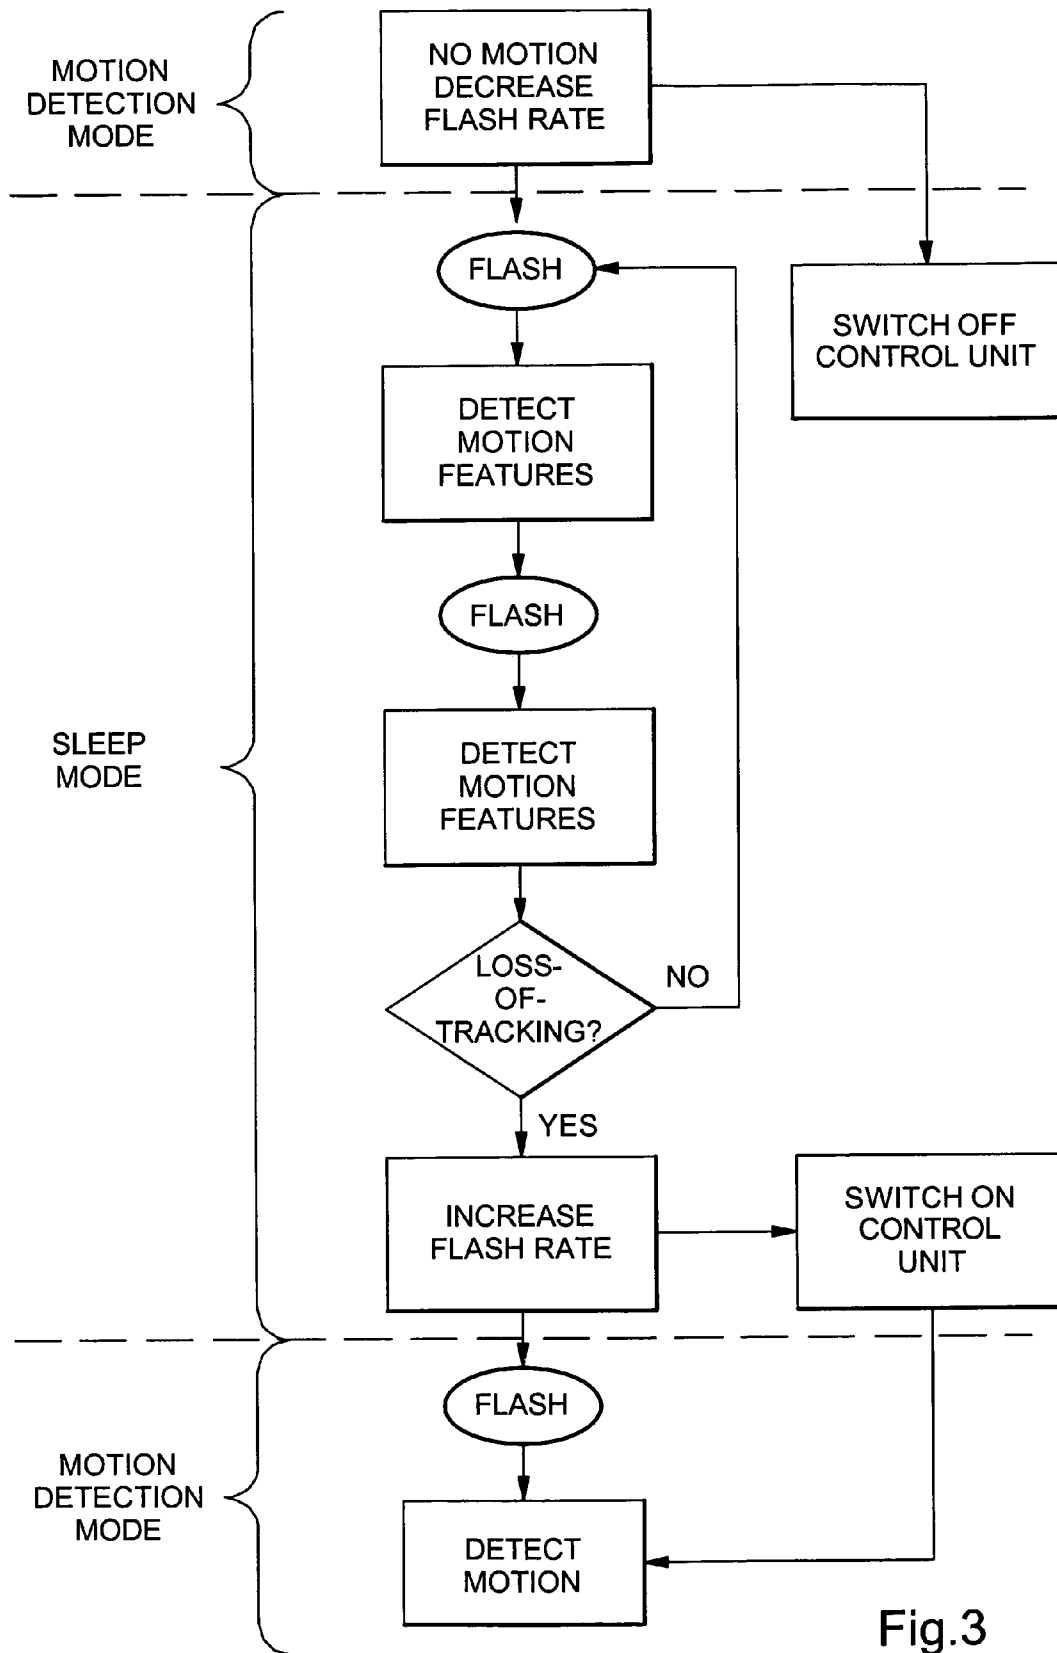 MOTION
DETECTION
MODE
NO MOTION
DECREASE
FLASH RATE
FLASH
SWITCH OFF
CONTROL UNIT
DETECT
MOTION
FEATURES
FLASH
SLEEP
MODE
DETECT
MOTION
FEATURES
LOSS-
OF-
TRACKING?
NO
YES
INCREASE
FLASH RATE
SWITCH ON
CONTROL
UNIT
FLASH
MOTION
DETECTION
MODE
DETECT
MOTION
Fig.3